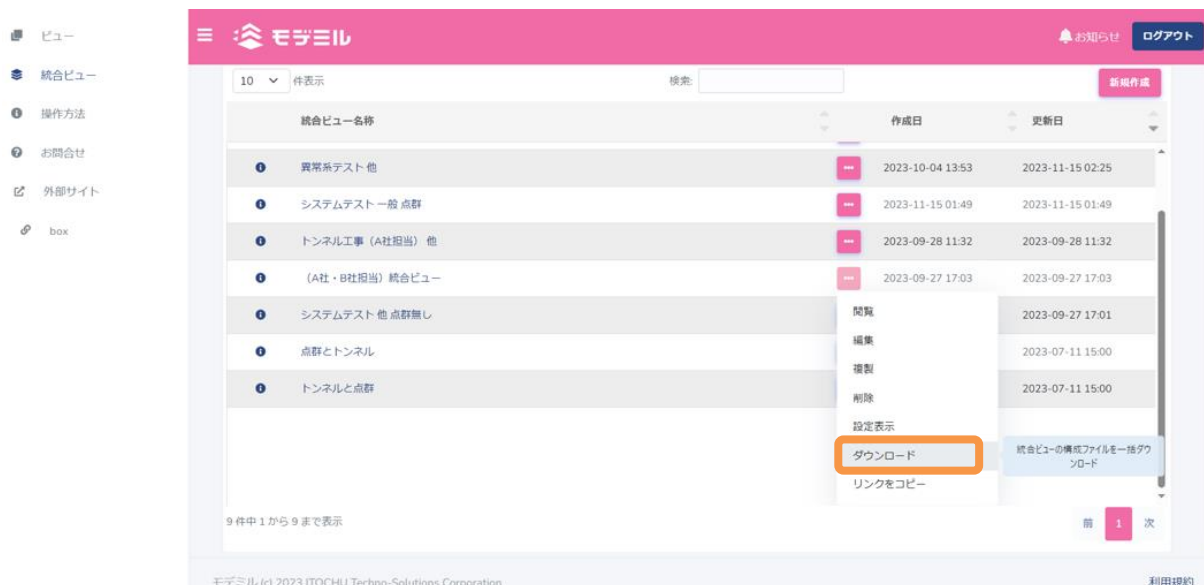 ビュー
統合ビュー
操作方法
お問合せ
外部サイト
box
モデミル
お知らせ
ログアウト
10 件表示
検索:
新規作成
統合ビュー名称 作成日 更新日
異常系テスト 他 2023-10-04 13:53 2023-11-15 02:25
システムテスト 一般 点群 2023-11-15 01:49 2023-11-15 01:49
トンネル工事（A社担当） 他 2023-09-28 11:32 2023-09-28 11:32
（A社・B社担当）統合ビュー 2023-09-27 17:03 2023-09-27 17:03
システムテスト 他 点群無し 2023-09-27 17:01
点群とトンネル 2023-07-11 15:00
トンネルと点群 2023-07-11 15:00
閲覧
編集
複製
削除
設定表示
ダウンロード
統合ビューの構成ファイルを一括ダウ
ンロード
リンクをコピー
9 件中 1 から 9 まで表示
前 1 次
モデミル (c) 2023 ITOCHU Techno-Solutions Corporation
利用規約